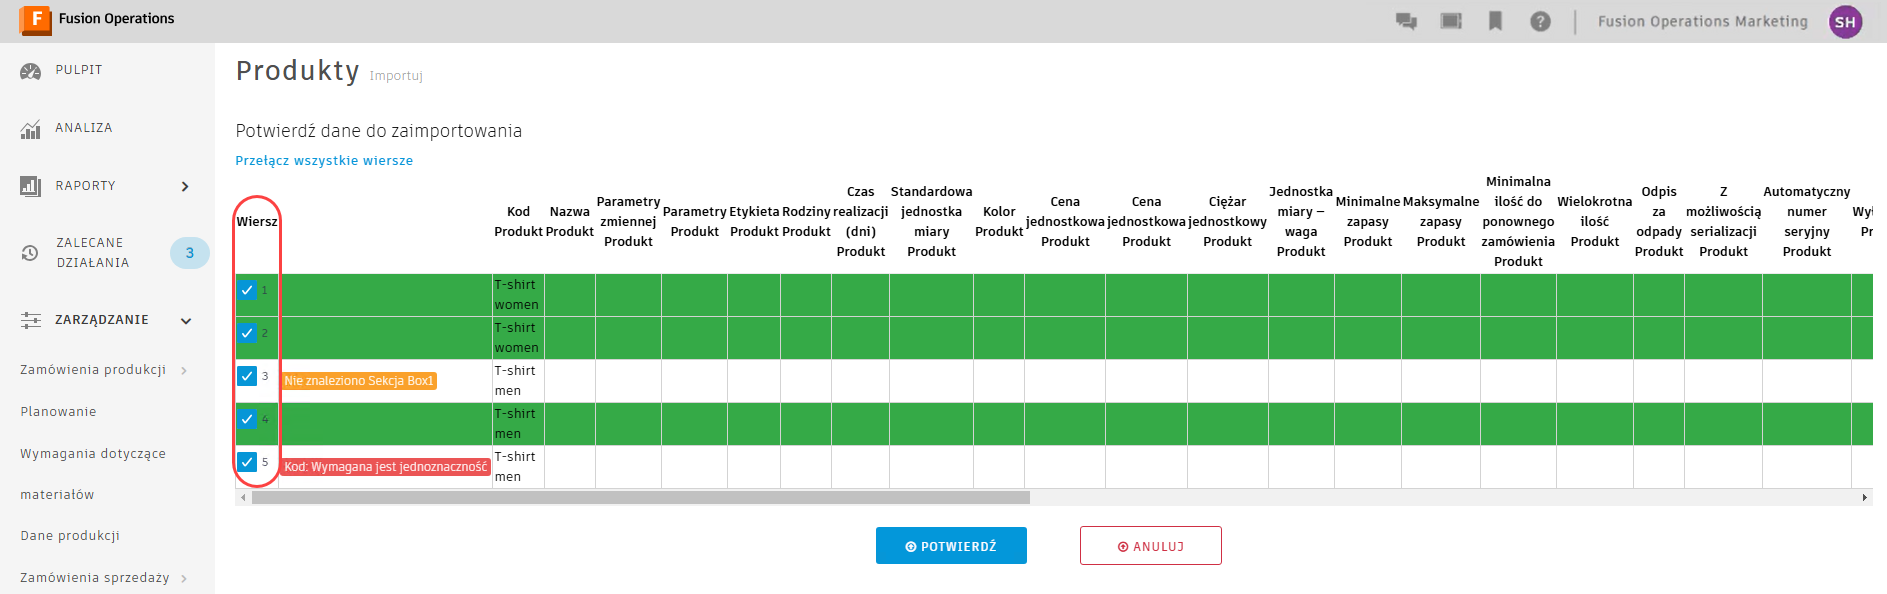 F Fusion Operations
Fusion Operations Marketing SH
PULPIT
ANALIZA
RAPORTY
ZALECANE
DZIAŁANIA
3
ZARZĄDZANIE
Zamówienia produkcji
Planowanie
Wymagania dotyczące
materiałów
Dane produkcji
Zamówienia sprzedaży
Produkty Importuj
Potwierdź dane do zaimportowania
Przełącz wszystkie wiersze
Wiersz
Kod
Produkt
Nazwa
Produkt
Parametry
zmiennej
Produkt
Parametry
Produkt
Etykieta
Produkt
Rodziny
Produkt
Czas
realizacji
(dni)
Produkt
Standardowa
jednostka
miary
Produkt
Kolor
Produkt
Cena
jednostkowa
Produkt
Cena
jednostkowa
Produkt
Ciężar
jednostkowy
Produkt
Jednostka
miary –
waga
Produkt
Minimalne
zapasy
Produkt
Maksymalne
zapasy
Produkt
Minimalna
ilość do
ponownego
zamówienia
Produkt
Wielokrotna
ilość
Produkt
Odpis
za
odpady
Produkt
Z
możliwością
serializacji
Produkt
Automatyczny
numer
seryjny
Produkt
1
T-shirt
women
2
T-shirt
women
3 Nie znaleziono Sekcja Box1
T-shirt
men
4
T-shirt
men
5 Kod: Wymagana jest jednoznaczność
T-shirt
men
POTWIERDŹ
ANULUJ